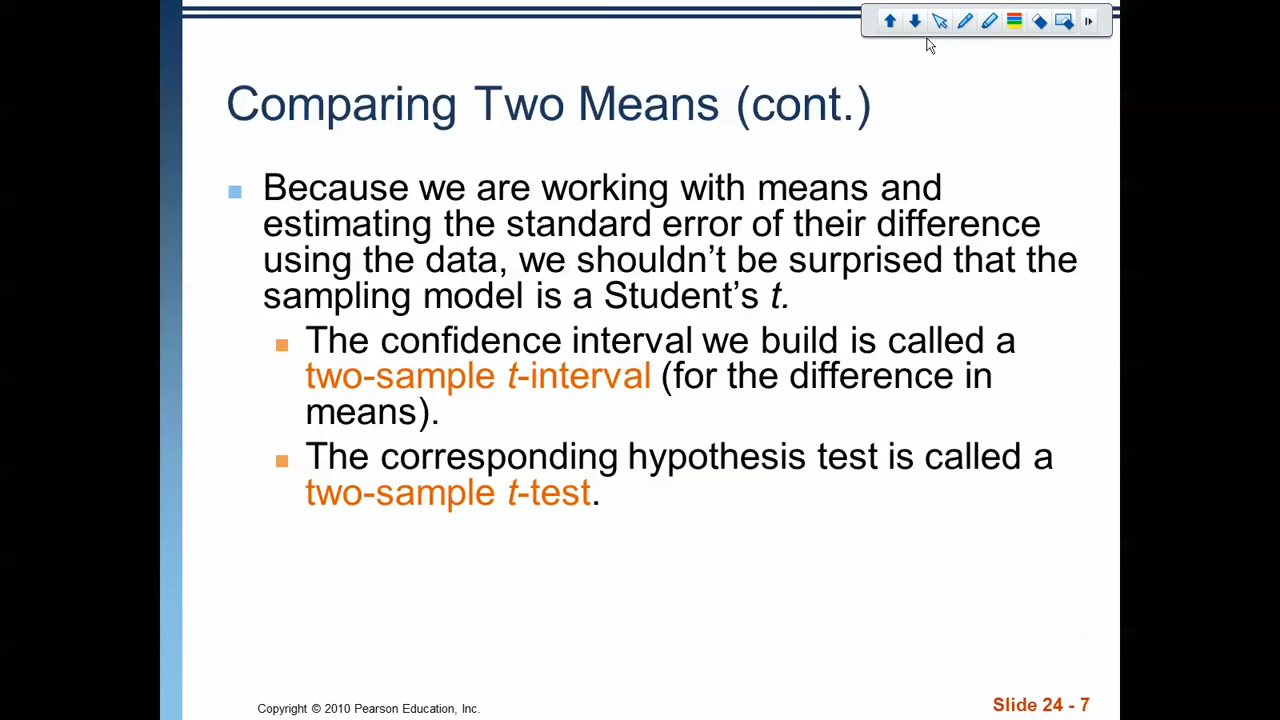 Comparing Two Means (cont.)
Because we are working with means and
estimating the standard error of their difference
using the data, we shouldn’t be surprised that the
sampling model is a Student’s t.
The confidence interval we build is called a
two-sample t-interval (for the difference in
means).
The corresponding hypothesis test is called a
two-sample t-test.
Copyright © 2010 Pearson Education, Inc.
Slide 24 - 7